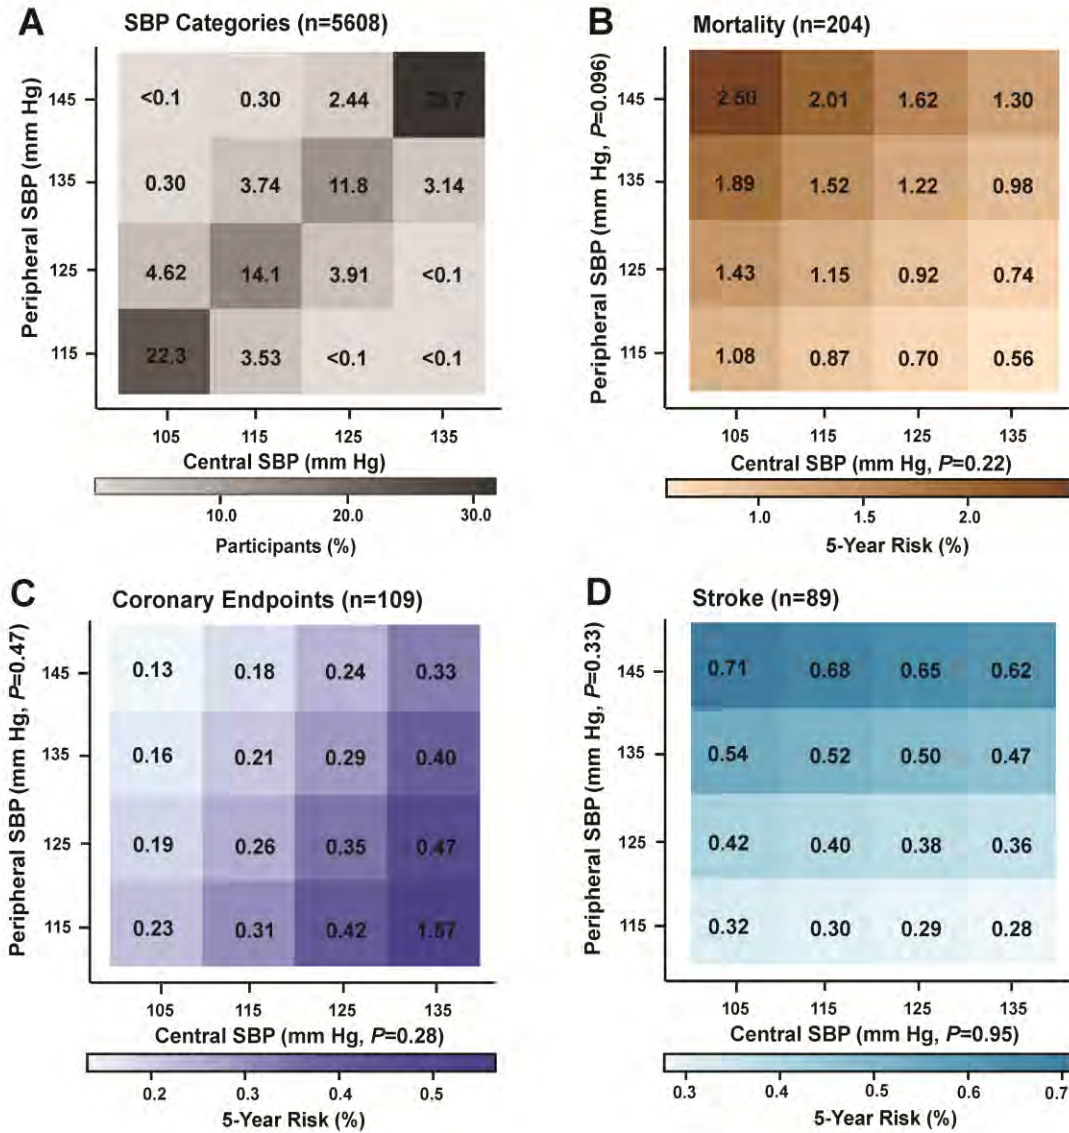 A SBP Categories (n=5608)
Peripheral SBP (mm Hg)
145 <0.1 0.30 2.44 29.7
135 0.30 3.74 11.8 3.14
125 4.62 14.1 3.91 <0.1
115 22.3 3.53 <0.1 <0.1
105 115 125 135
Central SBP (mm Hg)
10.0 20.0 30.0
Participants (%)
B Mortality (n=204)
Peripheral SBP (mm Hg, P=0.096)
145 2.50 2.01 1.62 1.30
135 1.89 1.52 1.22 0.98
125 1.43 1.15 0.92 0.74
115 1.08 0.87 0.70 0.56
105 115 125 135
Central SBP (mm Hg, P=0.22)
1.0 1.5 2.0
5-Year Risk (%)
C Coronary Endpoints (n=109)
Peripheral SBP (mm Hg, P=0.47)
145 0.13 0.18 0.24 0.33
135 0.16 0.21 0.29 0.40
125 0.19 0.26 0.35 0.47
115 0.23 0.31 0.42 1.57
105 115 125 135
Central SBP (mm Hg, P=0.28)
0.2 0.3 0.4 0.5
5-Year Risk (%)
D Stroke (n=89)
Peripheral SBP (mm Hg, P=0.33)
145 0.71 0.68 0.65 0.62
135 0.54 0.52 0.50 0.47
125 0.42 0.40 0.38 0.36
115 0.32 0.30 0.29 0.28
105 115 125 135
Central SBP (mm Hg, P=0.95)
0.3 0.4 0.5 0.6 0.7
5-Year Risk (%)